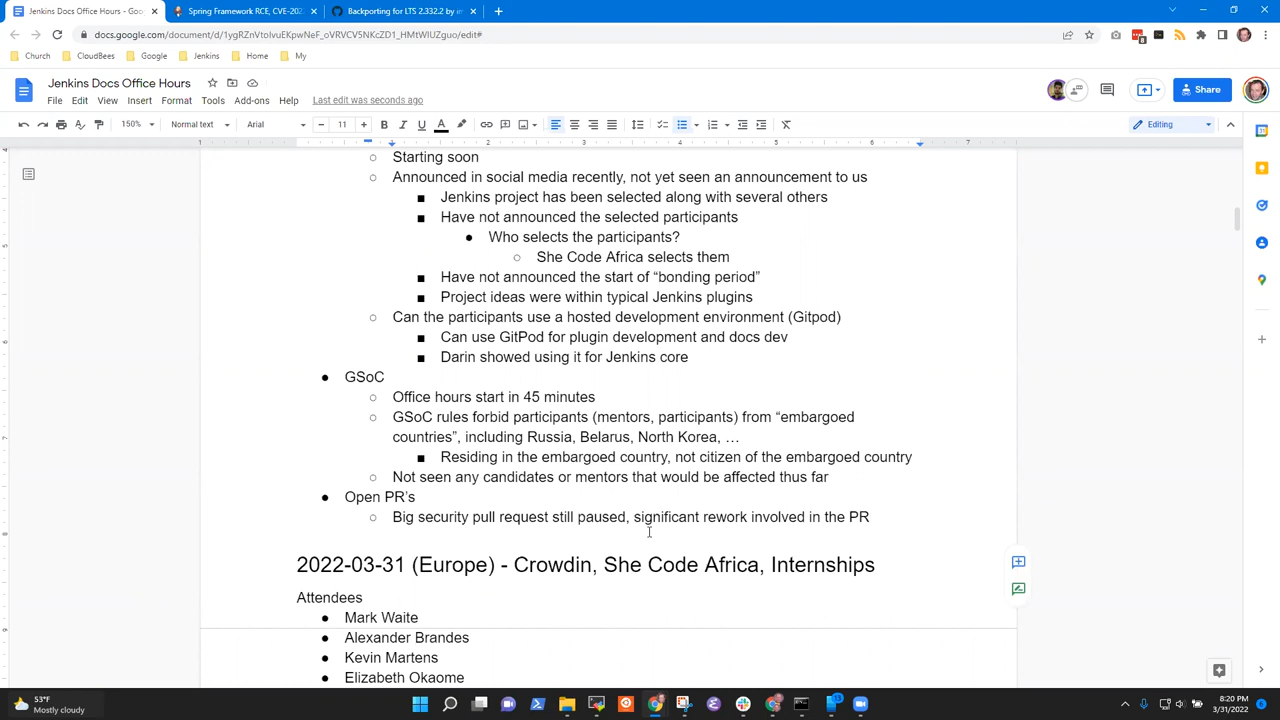 Jenkins Docs Office Hours - Goo
Spring Framework RCE, CVE-202
Backporting for LTS 2.332.2 by m
docs.google.com/document/d/1ygRZnVtoIvuEKpwNeF_oVRVCV5NKcZD1_HMtWIUZguo/edit#
Church
CloudBees
Google
Jenkins
Home
My
Jenkins Docs Office Hours
File Edit View Insert Format Tools Add-ons Help Last edit was seconds ago
Share
150% Normal text Arial 11 Editing
Starting soon
Announced in social media recently, not yet seen an announcement to us
Jenkins project has been selected along with several others
Have not announced the selected participants
Who selects the participants?
She Code Africa selects them
Have not announced the start of “bonding period”
Project ideas were within typical Jenkins plugins
Can the participants use a hosted development environment (Gitpod)
Can use GitPod for plugin development and docs dev
Darin showed using it for Jenkins core
GSoC
Office hours start in 45 minutes
GSoC rules forbid participants (mentors, participants) from “embargoed
countries”, including Russia, Belarus, North Korea, …
Residing in the embargoed country, not citizen of the embargoed country
Not seen any candidates or mentors that would be affected thus far
Open PR’s
Big security pull request still paused, significant rework involved in the PR
2022-03-31 (Europe) - Crowdin, She Code Africa, Internships
Attendees
Mark Waite
Alexander Brandes
Kevin Martens
Elizabeth Okaome
53°F
Mostly cloudy
8:20 PM
3/31/2022